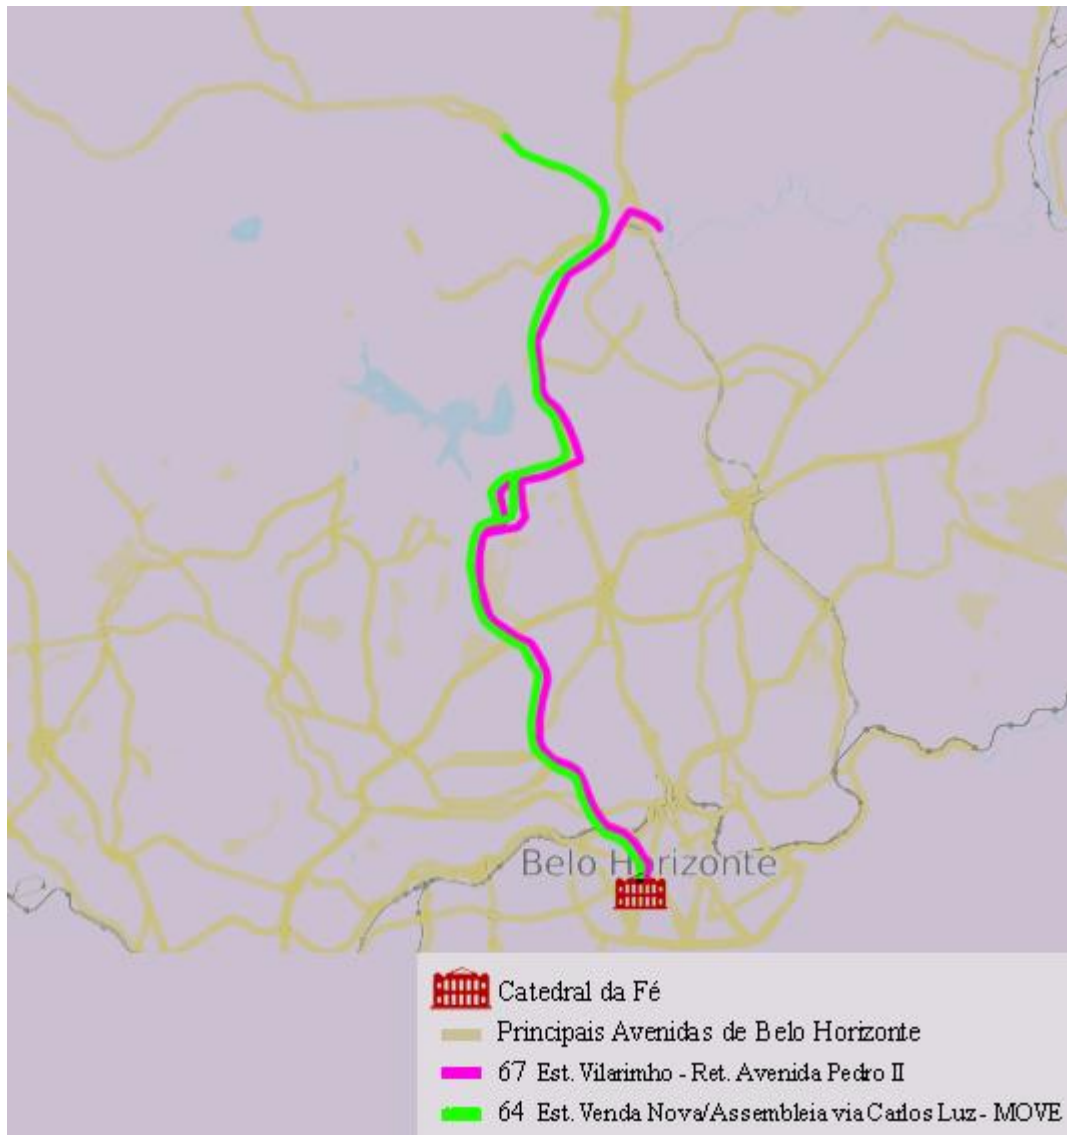 Belo Horizonte
Catedral da Fé
Principais Avenidas de Belo Horizonte
67 Est. Vilarimho - Ret. Avenida Pedro II
64 Est. Venda Nova/Assembleia via Carlos Luz - MOVE